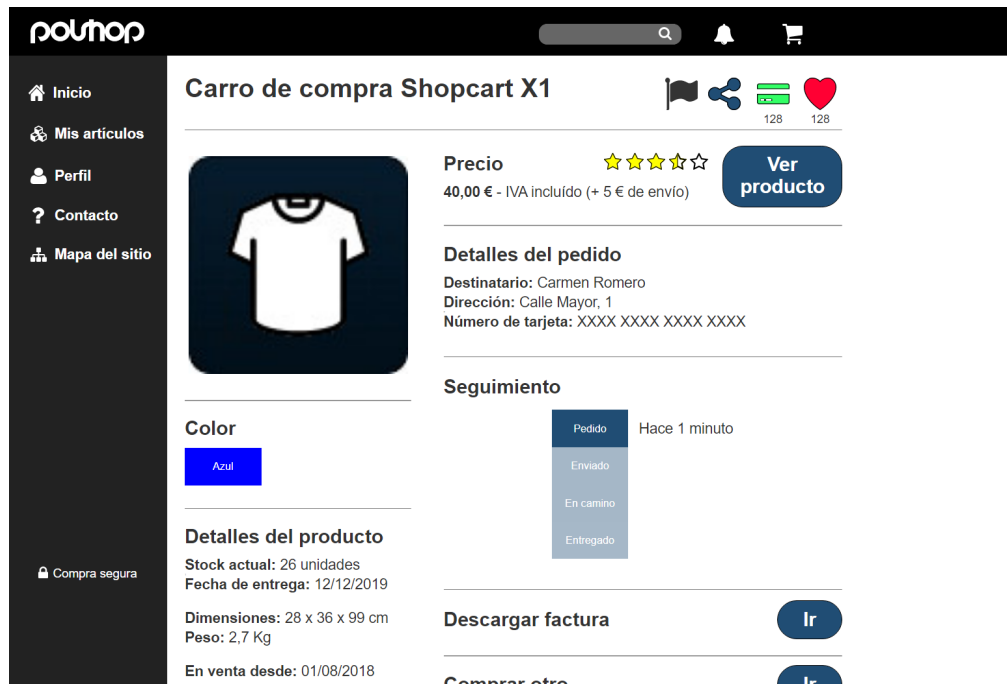 polshop
Inicio
Mis artículos
Perfil
Contacto
Mapa del sitio
Compra segura
Carro de compra Shopcart X1
128
128
Color
Azul
Detalles del producto
Stock actual: 26 unidades
Fecha de entrega: 12/12/2019
Dimensiones: 28 x 36 x 99 cm
Peso: 2,7 Kg
En venta desde: 01/08/2018
Precio
40,00 € - IVA incluído (+ 5 € de envío)
Ver
producto
Detalles del pedido
Destinatario: Carmen Romero
Dirección: Calle Mayor, 1
Número de tarjeta: XXXX XXXX XXXX XXXX
Seguimiento
Pedido Hace 1 minuto
Enviado
En camino
Entregado
Descargar factura Ir
Comprar otro Ir